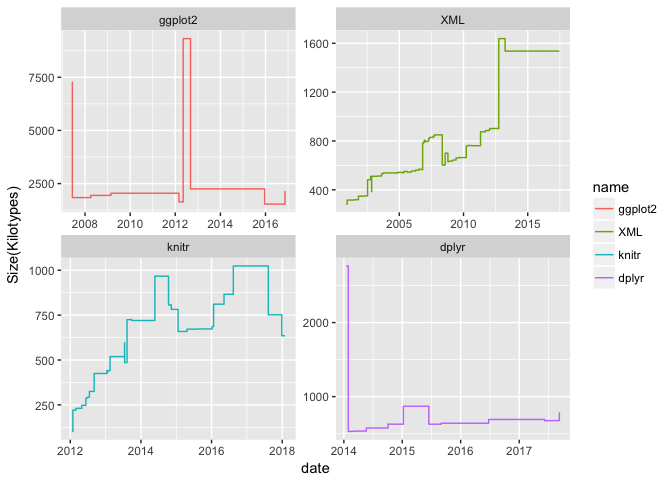 ggplot2
XML
7500
5000
2500
1600
1200
800
400
2008 2010 2012 2014 2016
2005 2010 2015
knitr
dplyr
1000
750
500
250
2000
1000
2012 2014 2016 2018
2014 2015 2016 2017
Size(Kilotypes)
date
name
ggplot2
XML
knitr
dplyr